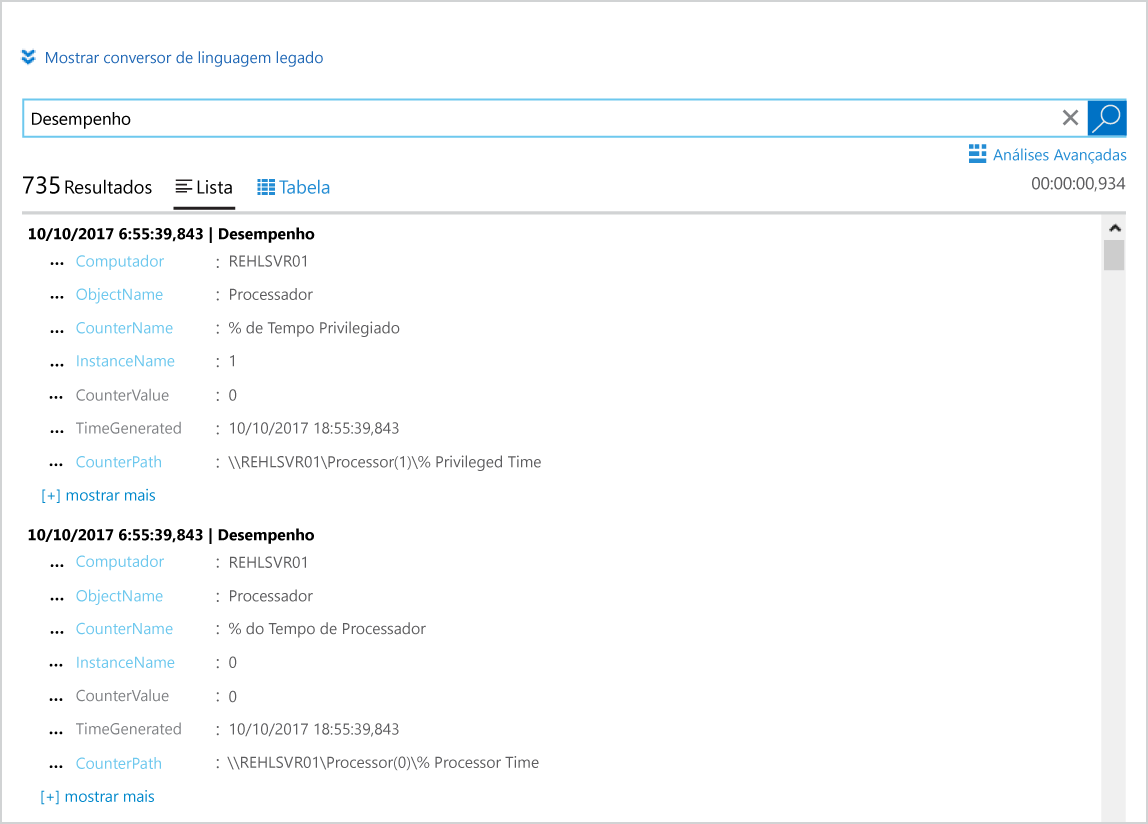 Mostrar conversor de linguagem legado
Desempenho
Análises Avançadas
735 Resultados Lista Tabela 00:00:00,934
10/10/2017 6:55:39,843 | Desempenho
... Computador : REHLSVR01
... ObjectName : Processador
... CounterName : % de Tempo Privilegiado
... InstanceName : 1
... CounterValue : 0
... TimeGenerated : 10/10/2017 18:55:39,843
... CounterPath : \\REHLSVR01\Processor(1)\% Privileged Time
[+] mostrar mais
10/10/2017 6:55:39,843 | Desempenho
... Computador : REHLSVR01
... ObjectName : Processador
... CounterName : % do Tempo de Processador
... InstanceName : 0
... CounterValue : 0
... TimeGenerated : 10/10/2017 18:55:39,843
... CounterPath : \\REHLSVR01\Processor(0)\% Processor Time
[+] mostrar mais